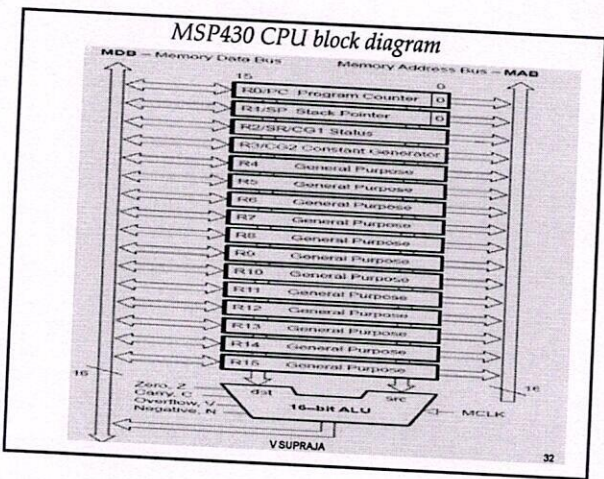 MSP430 CPU block diagram
MDB – Memory Data Bus Memory Address Bus – MAB
15 0
R0/PC Program Counter 0
R1/SP Stack Pointer 0
R2/SR/CG1 Status
R3/CG2 Constant Generator
R4 General Purpose
R5 General Purpose
R6 General Purpose
R7 General Purpose
R8 General Purpose
R9 General Purpose
R10 General Purpose
R11 General Purpose
R12 General Purpose
R13 General Purpose
R14 General Purpose
R15 General Purpose
16 16
Zero, Z dst src
Carry, C
Overflow, V 16–bit ALU MCLK
Negative, N
V SUPRAJA
32